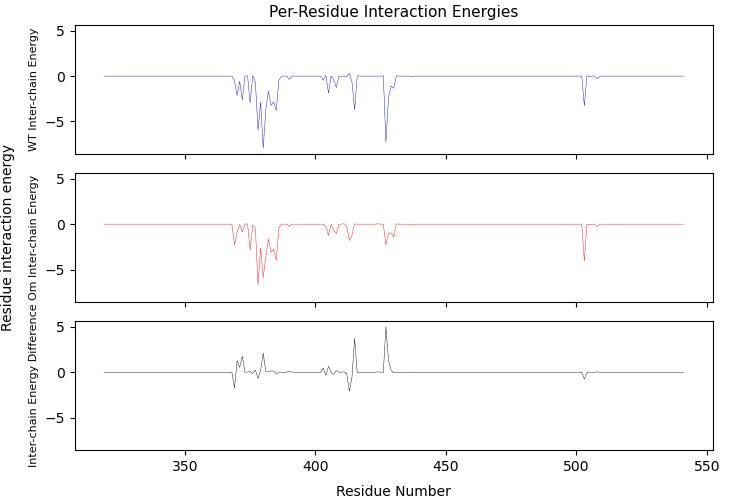 Per-Residue Interaction Energies
Residue interaction energy
WT Inter-chain Energy
5
0
−5
Om Inter-chain Energy
5
0
−5
Inter-chain Energy Difference
5
0
−5
350
400
450
500
550
Residue Number